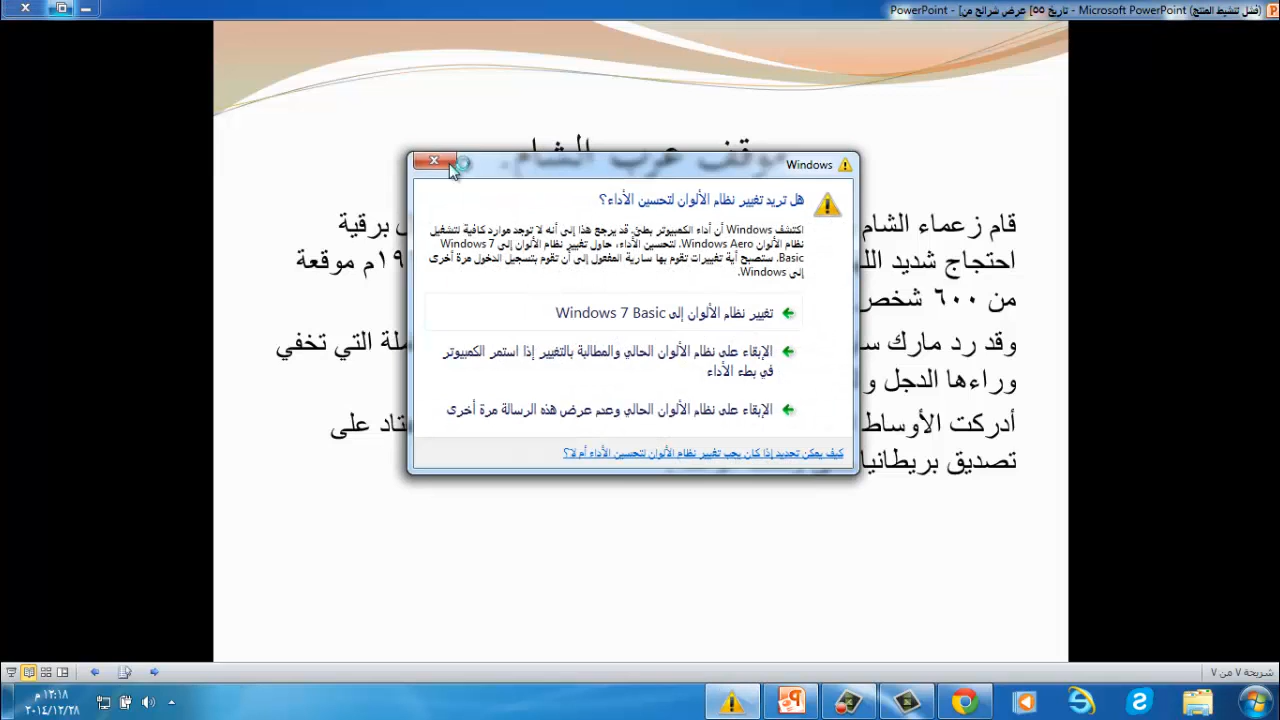 PowerPoint - [عرض شرائح من] تاريخ ٥٥ - Microsoft PowerPoint (فشل تنشيط المنتج)
موقف عرب الشام.
قام زعماء الشام
برقية
احتجاج شديد
م موقعة
من ٦٠٠
وقد رد مارك
التي تخفي
وراءها الدجل
أدركت
على
تصديق
Windows
هل تريد تغيير نظام الألوان لتحسين الأداء؟
اكتشف Windows أن أداء الكمبيوتر بطئ. قد يرجع هذا إلى أنه لا توجد موارد كافية لتشغيل
نظام الألوان Windows Aero. لتحسين الأداء، حاول تغيير نظام الألوان إلى Windows 7
Basic. ستصبح أية تغييرات تقوم بها سارية المفعول إلى أن تقوم بتسجيل الدخول مرة أخرى
إلى Windows.
تغيير نظام الألوان إلى Windows 7 Basic
الإبقاء على نظام الألوان الحالي والمطالبة بالتغيير إذا استمر الكمبيوتر
في بطء الأداء
الإبقاء على نظام الألوان الحالي وعدم عرض هذه الرسالة مرة أخرى
كيف يمكن تحديد إذا كان يجب تغيير نظام الألوان لتحسين الأداء أم لا؟
شريحة ٧ من ٧
١٢:١٨ م
٢٠١٤/١٢/٢٨